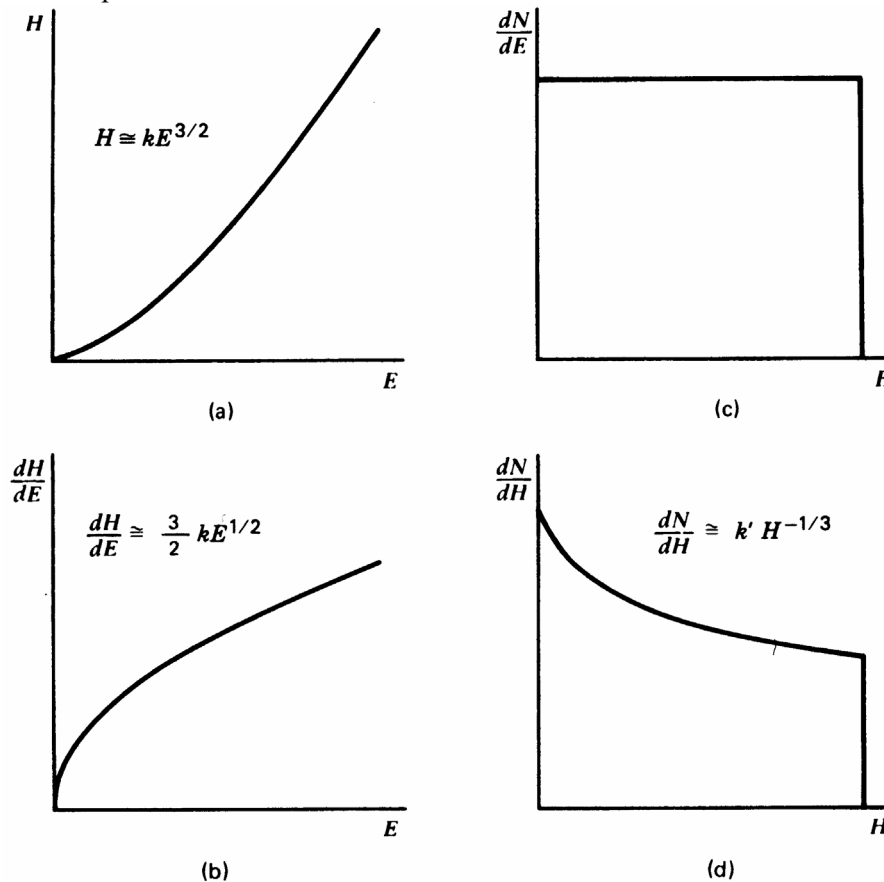 H
H ≅ kE^{3/2}
E
(a)
dN
dE
(c)
dH
dE
dH/dE ≅ 3/2 kE^{1/2}
E
(b)
dN
dH
dN/dH ≅ k′ H^{-1/3}
H
(d)